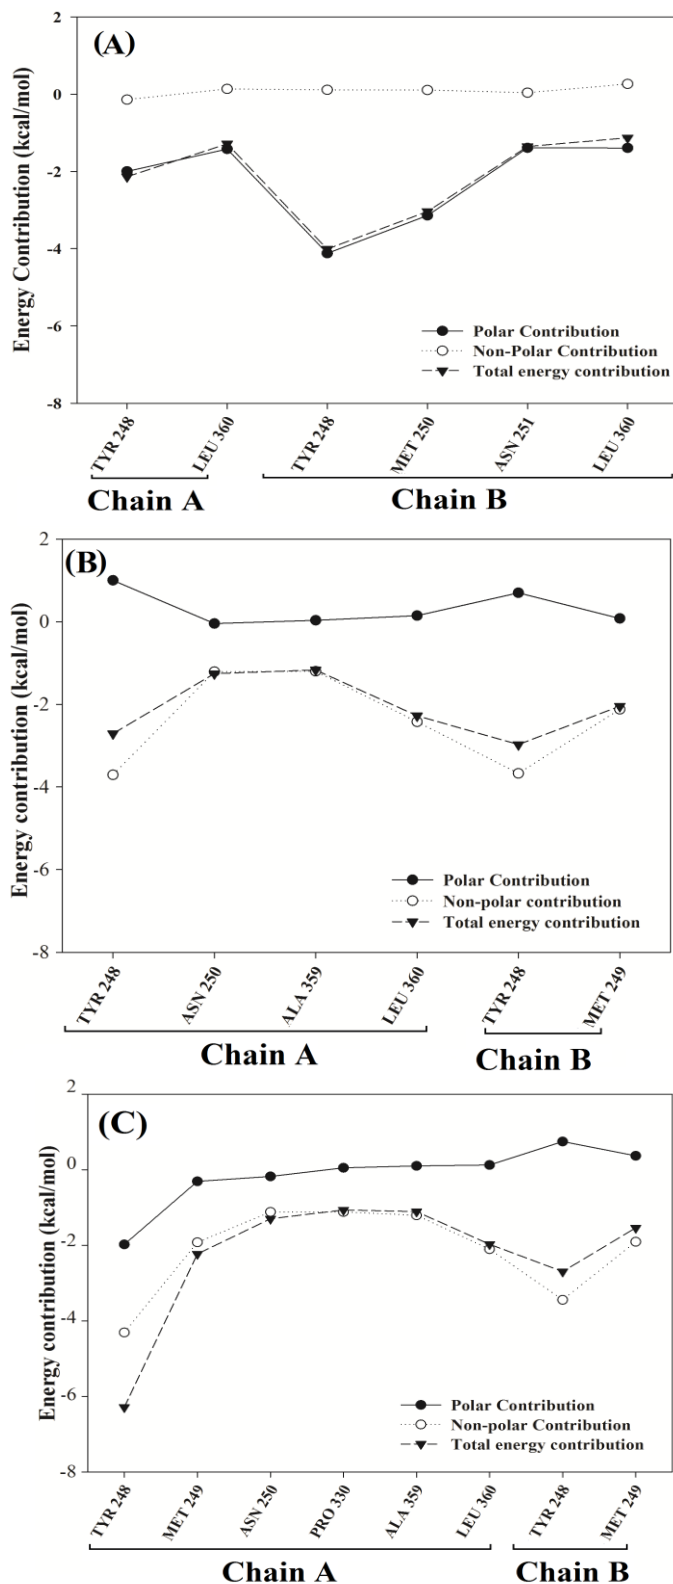 (A)
Energy Contribution (kcal/mol)
2
0
-2
-4
-6
-8
Polar Contribution
Non-Polar Contribution
Total energy contribution
TYR 248
LEU 360
TYR 248
MET 250
ASN 251
LEU 360
Chain A
Chain B
(B)
Energy contribution (kcal/mol)
2
0
-2
-4
-6
-8
Polar Contribution
Non-polar contribution
Total energy contribution
TYR 248
ASN 250
ALA 359
LEU 360
TYR 248
MET 249
Chain A
Chain B
(C)
Energy contribution (kcal/mol)
2
0
-2
-4
-6
-8
Polar Contribution
Non-polar Contribution
Total energy contribution
TYR 248
MET 249
ASN 250
PRO 330
ALA 359
LEU 360
TYR 248
MET 249
Chain A
Chain B